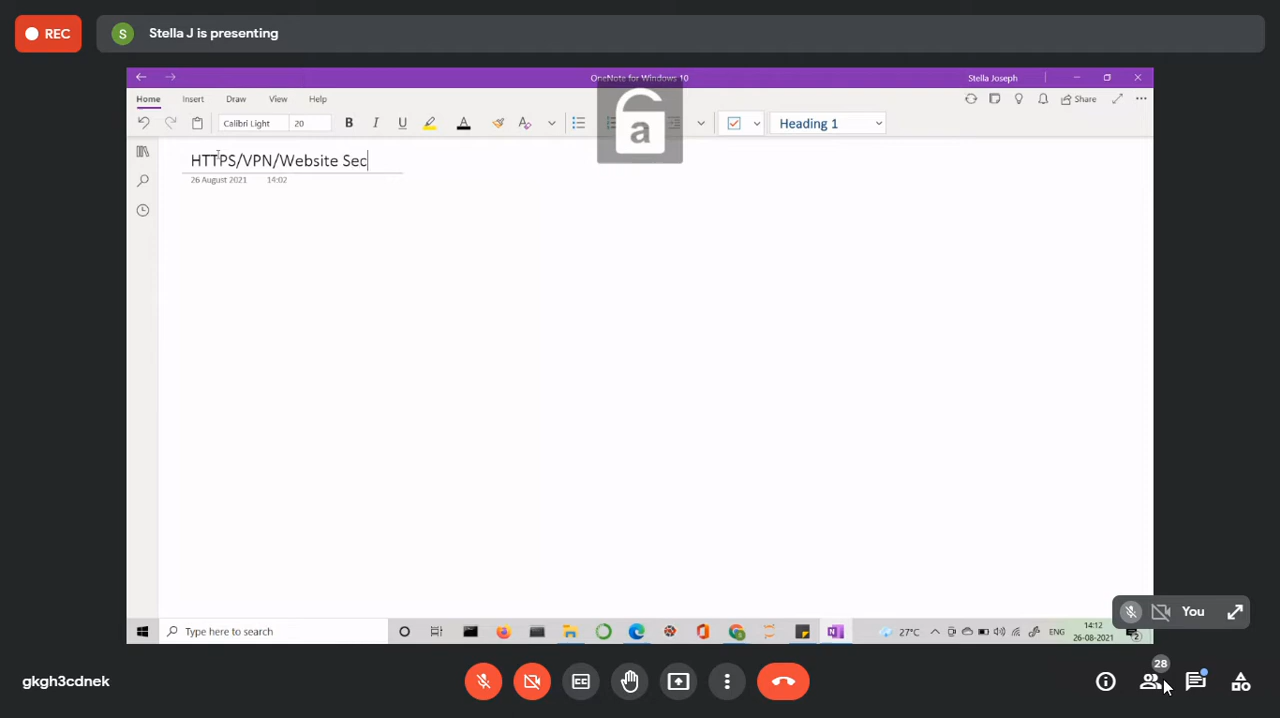 REC
S
Stella J is presenting
OneNote for Windows 10
Stella Joseph
Home Insert Draw View Help
Share
Calibri Light 20 B I U A A Heading 1
a
HTTPS/VPN/Website Sec
26 August 2021 14:02
You
Type here to search
27°C ENG 14:12
26-08-2021
2
28
gkgh3cdnek
CC